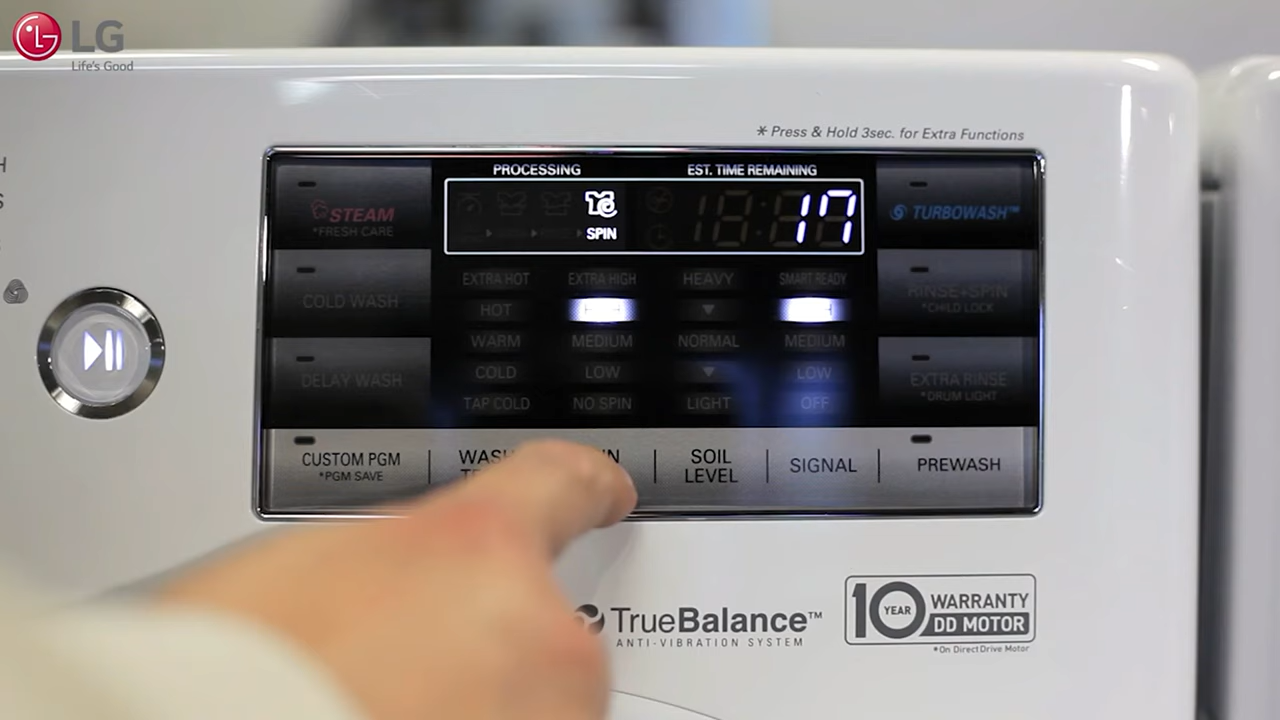 LG
Life's Good
* Press & Hold 3sec. for Extra Functions
PROCESSING
EST. TIME REMAINING
SPIN
17
STEAM
*FRESH CARE
TURBOWASH™
COLD WASH
RINSE+SPIN
*CHILD LOCK
DELAY WASH
EXTRA RINSE
*DRUM LIGHT
EXTRA HOT
EXTRA HIGH
HEAVY
SMART READY
HOT
WARM
MEDIUM
NORMAL
MEDIUM
COLD
LOW
LOW
TAP COLD
NO SPIN
LIGHT
OFF
CUSTOM PGM
*PGM SAVE
SOIL
LEVEL
SIGNAL
PREWASH
TrueBalance™
ANTI-VIBRATION SYSTEM
10 YEAR
WARRANTY
DD MOTOR
*On Direct Drive Motor